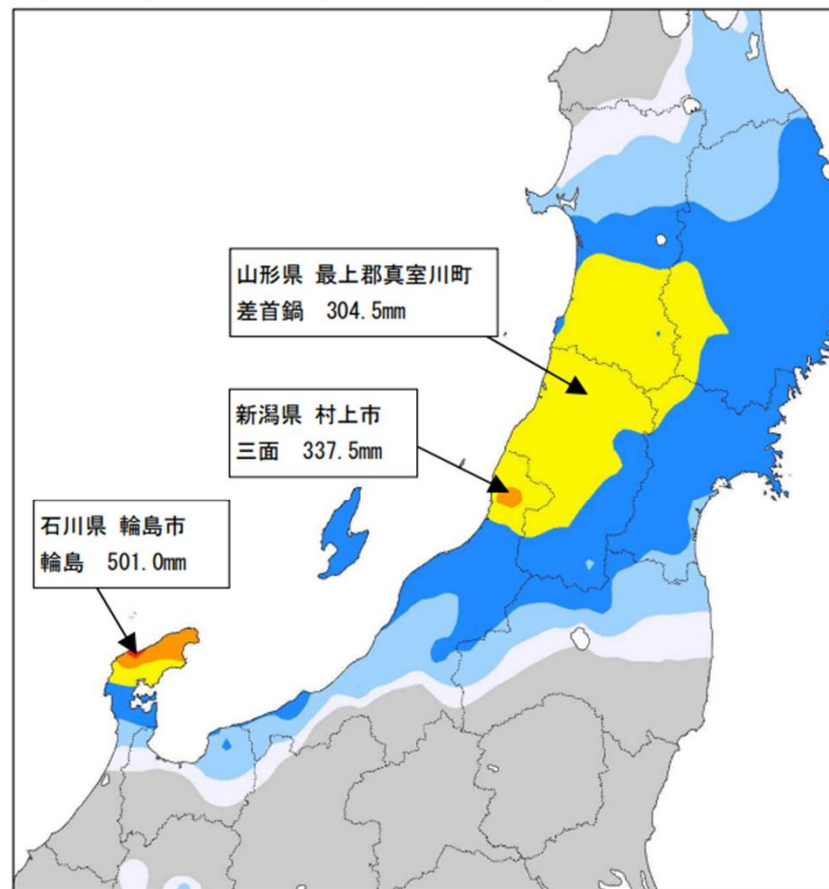 山形県 最上郡真室川町
差首鍋 304.5mm
新潟県 村上市
三面 337.5mm
石川県 輪島市
輪島 501.0mm